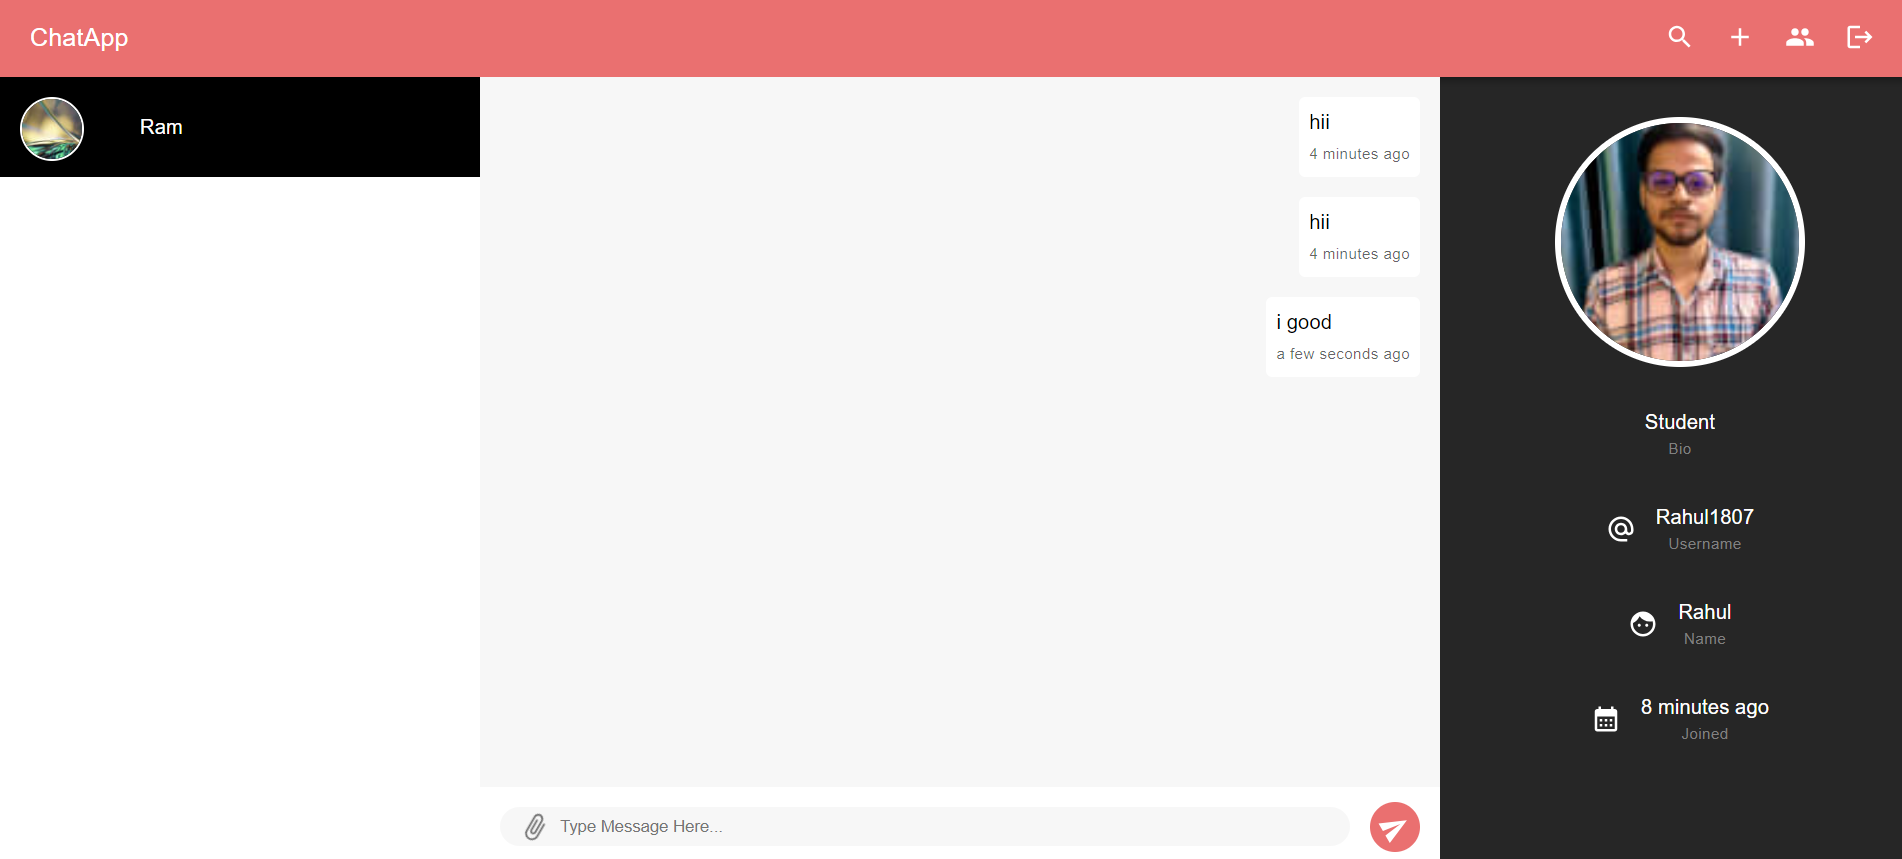 ChatApp
Ram
hii
4 minutes ago
hii
4 minutes ago
i good
a few seconds ago
Type Message Here...
Student
Bio
Rahul1807
Username
Rahul
Name
8 minutes ago
Joined